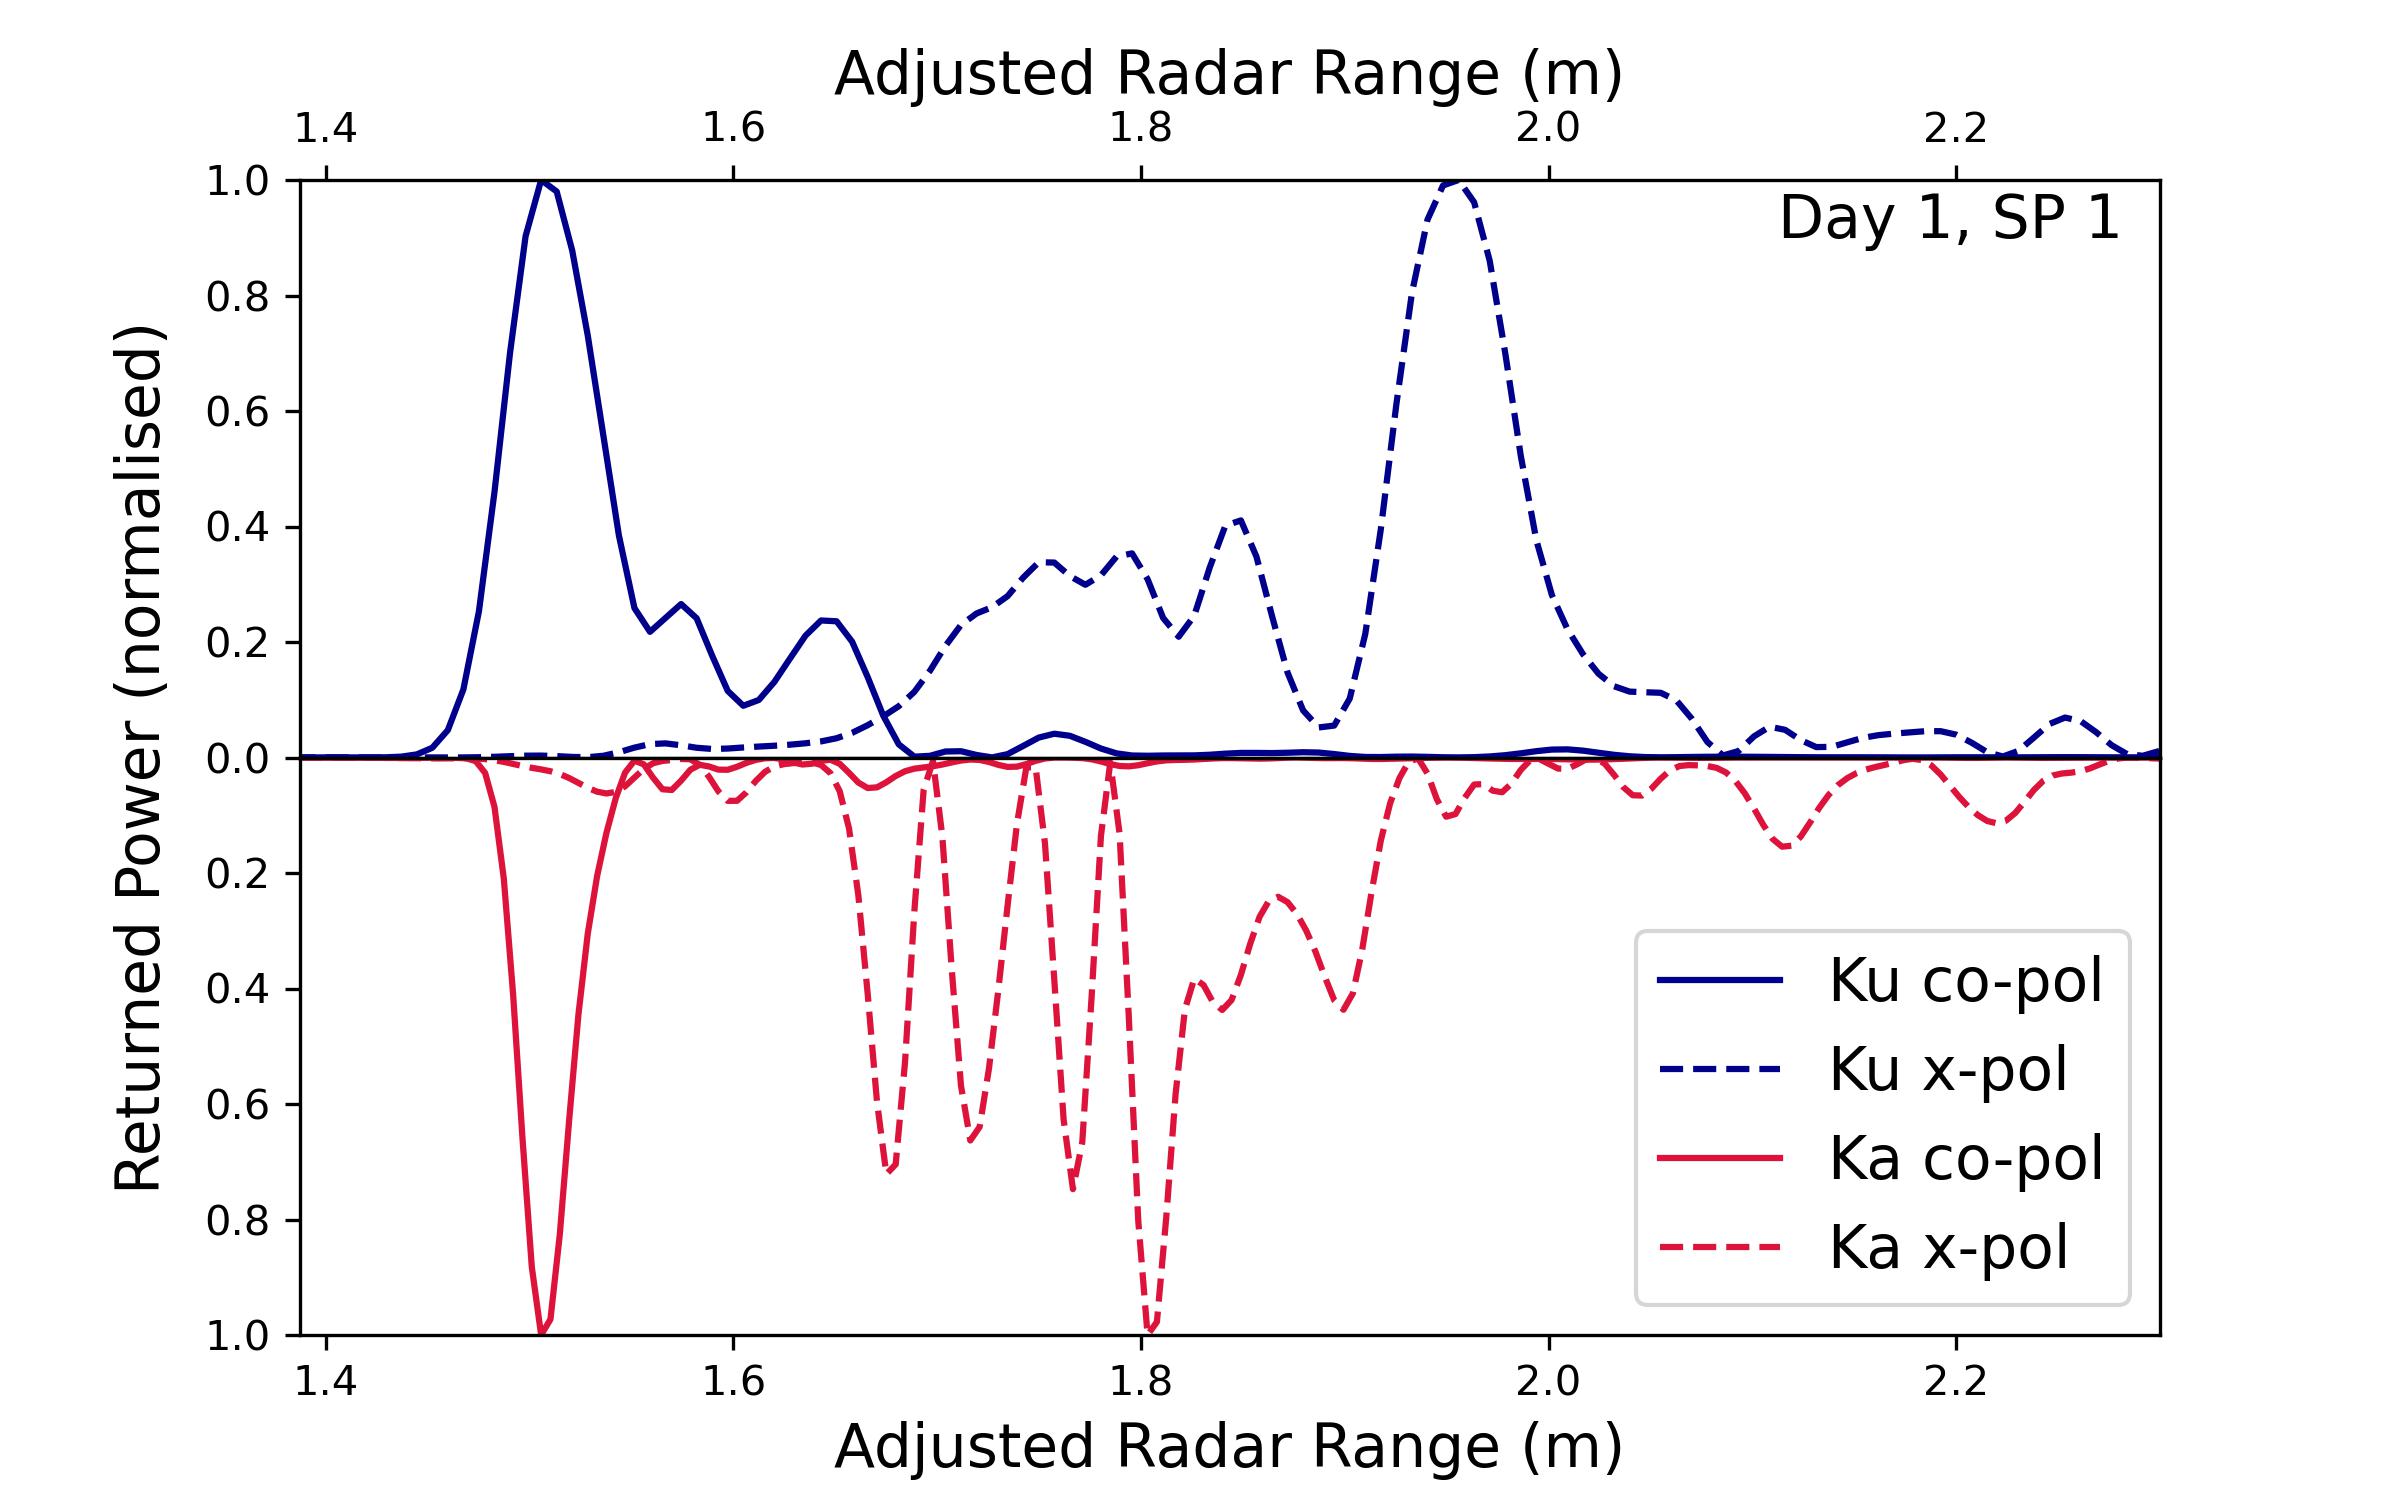 Adjusted Radar Range (m)
1.4 1.6 1.8 2.0 2.2
Day 1, SP 1
Returned Power (normalised)
1.0
0.8
0.6
0.4
0.2
0.0
0.2
0.4
0.6
0.8
1.0
Ku co-pol
Ku x-pol
Ka co-pol
Ka x-pol
1.4 1.6 1.8 2.0 2.2
Adjusted Radar Range (m)